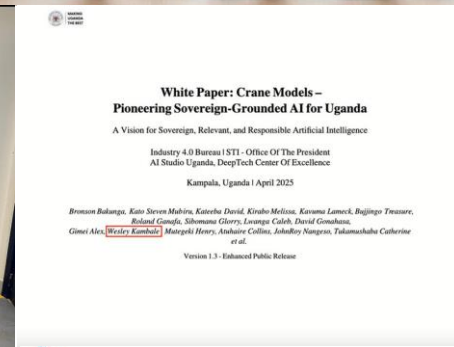 MAKING
UGANDA
THE BEST
White Paper: Crane Models –
Pioneering Sovereign-Grounded AI for Uganda
A Vision for Sovereign, Relevant, and Responsible Artificial Intelligence
Industry 4.0 Bureau | STI - Office Of The President
AI Studio Uganda, DeepTech Center Of Excellence
Kampala, Uganda | April 2025
Bronson Bakunga, Kato Steven Mubiru, Kateeba David, Kirabo Melissa, Kavuma Lameck, Bajjingo Treasure,
Roland Ganafa, Sibomana Glorry, Lwanga Caleb, David Gonahasa,
Gimei Alex, Wesley Kambale, Mutegeki Henry, Atuhaire Collins, JohnRoy Nangeso, Tukamushaba Catherine
et al.
Version 1.3 - Enhanced Public Release